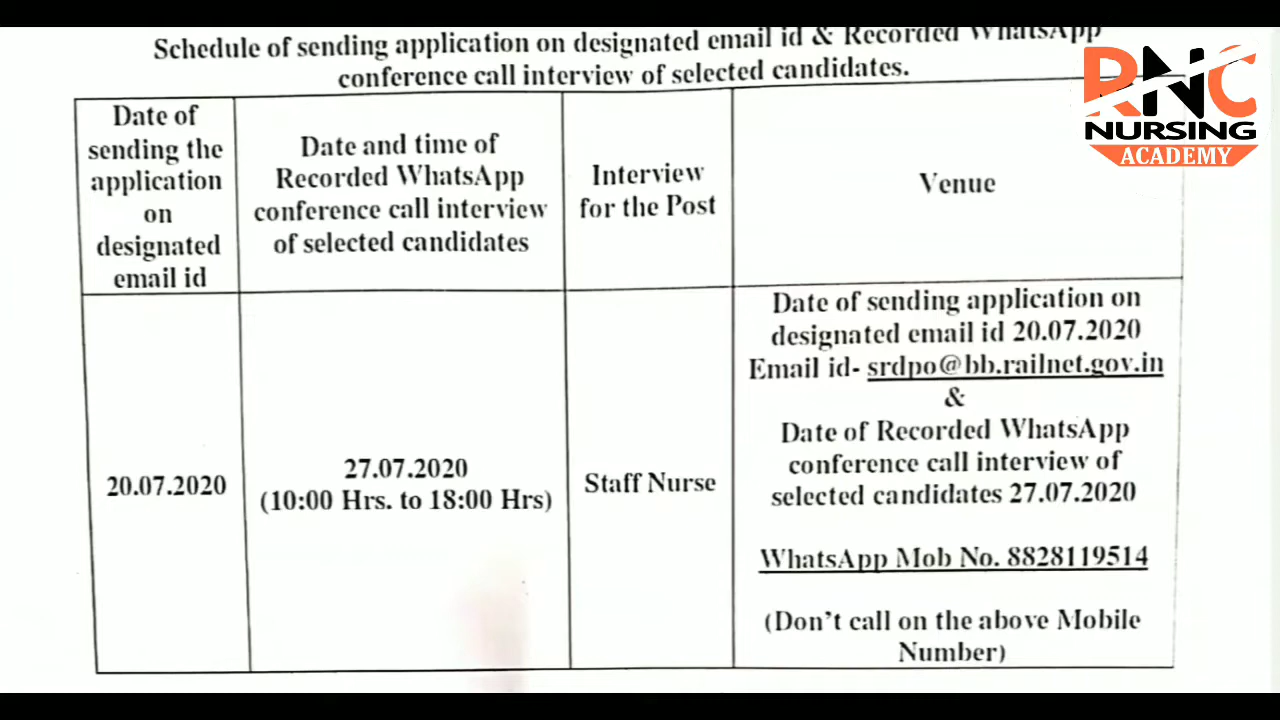 Schedule of sending application on designated email id & Recorded WhatsApp
conference call interview of selected candidates.
RNC
NURSING
ACADEMY
Date of
sending the
application
on
designated
email id
Date and time of
Recorded WhatsApp
conference call interview
of selected candidates
Interview
for the Post
Venue
20.07.2020
27.07.2020
(10:00 Hrs. to 18:00 Hrs)
Staff Nurse
Date of sending application on
designated email id 20.07.2020
Email id- srdpo@bb.railnet.gov.in
&
Date of Recorded WhatsApp
conference call interview of
selected candidates 27.07.2020
WhatsApp Mob No. 8828119514
(Don't call on the above Mobile
Number)